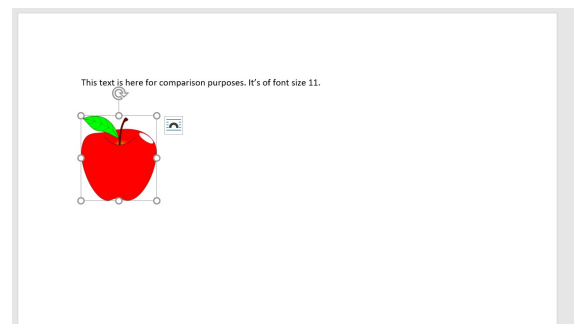 This text is here for comparison purposes. It’s of font size 11.